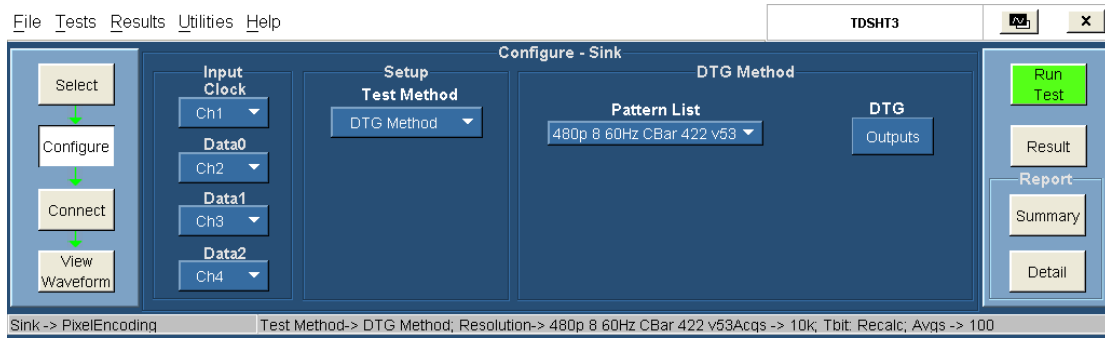 File Tests Results Utilities Help
TDSHT3
x
Configure - Sink
Select
Configure
Connect
View
Waveform
Input
Clock
Ch1
Data0
Ch2
Data1
Ch3
Data2
Ch4
Setup
Test Method
DTG Method
DTG Method
Pattern List
480p 8 60Hz CBar 422 v53
DTG
Outputs
Run
Test
Result
Report
Summary
Detail
Sink -> PixelEncoding
Test Method-> DTG Method; Resolution-> 480p 8 60Hz CBar 422 v53Acqs -> 10k; Tbit: Recalc; Avgs -> 100